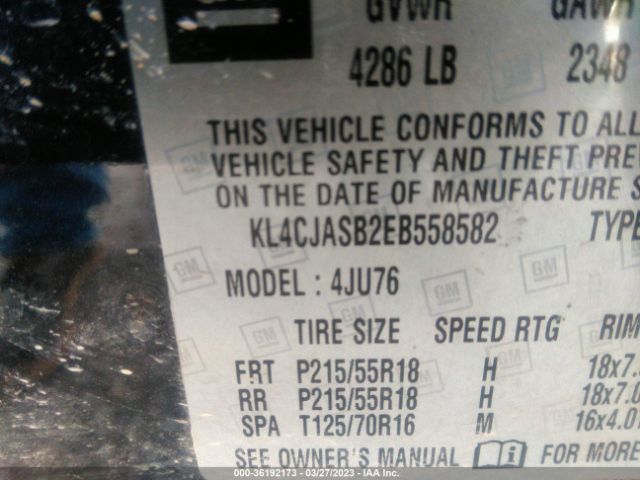 GVWR GAWR
4286 LB 2348
THIS VEHICLE CONFORMS TO ALL
VEHICLE SAFETY AND THEFT PRE
ON THE DATE OF MANUFACTURE S
KL4CJASB2EB558582 TYPE
MODEL : 4JU76
TIRE SIZE SPEED RTG RIM
FRT P215/55R18 H 18x7.0
RR P215/55R18 H 18x7.0
SPA T125/70R16 M 16x4.0
SEE OWNER'S MANUAL i FOR MORE
000-36192173 - 03/27/2023 - IAA Inc.